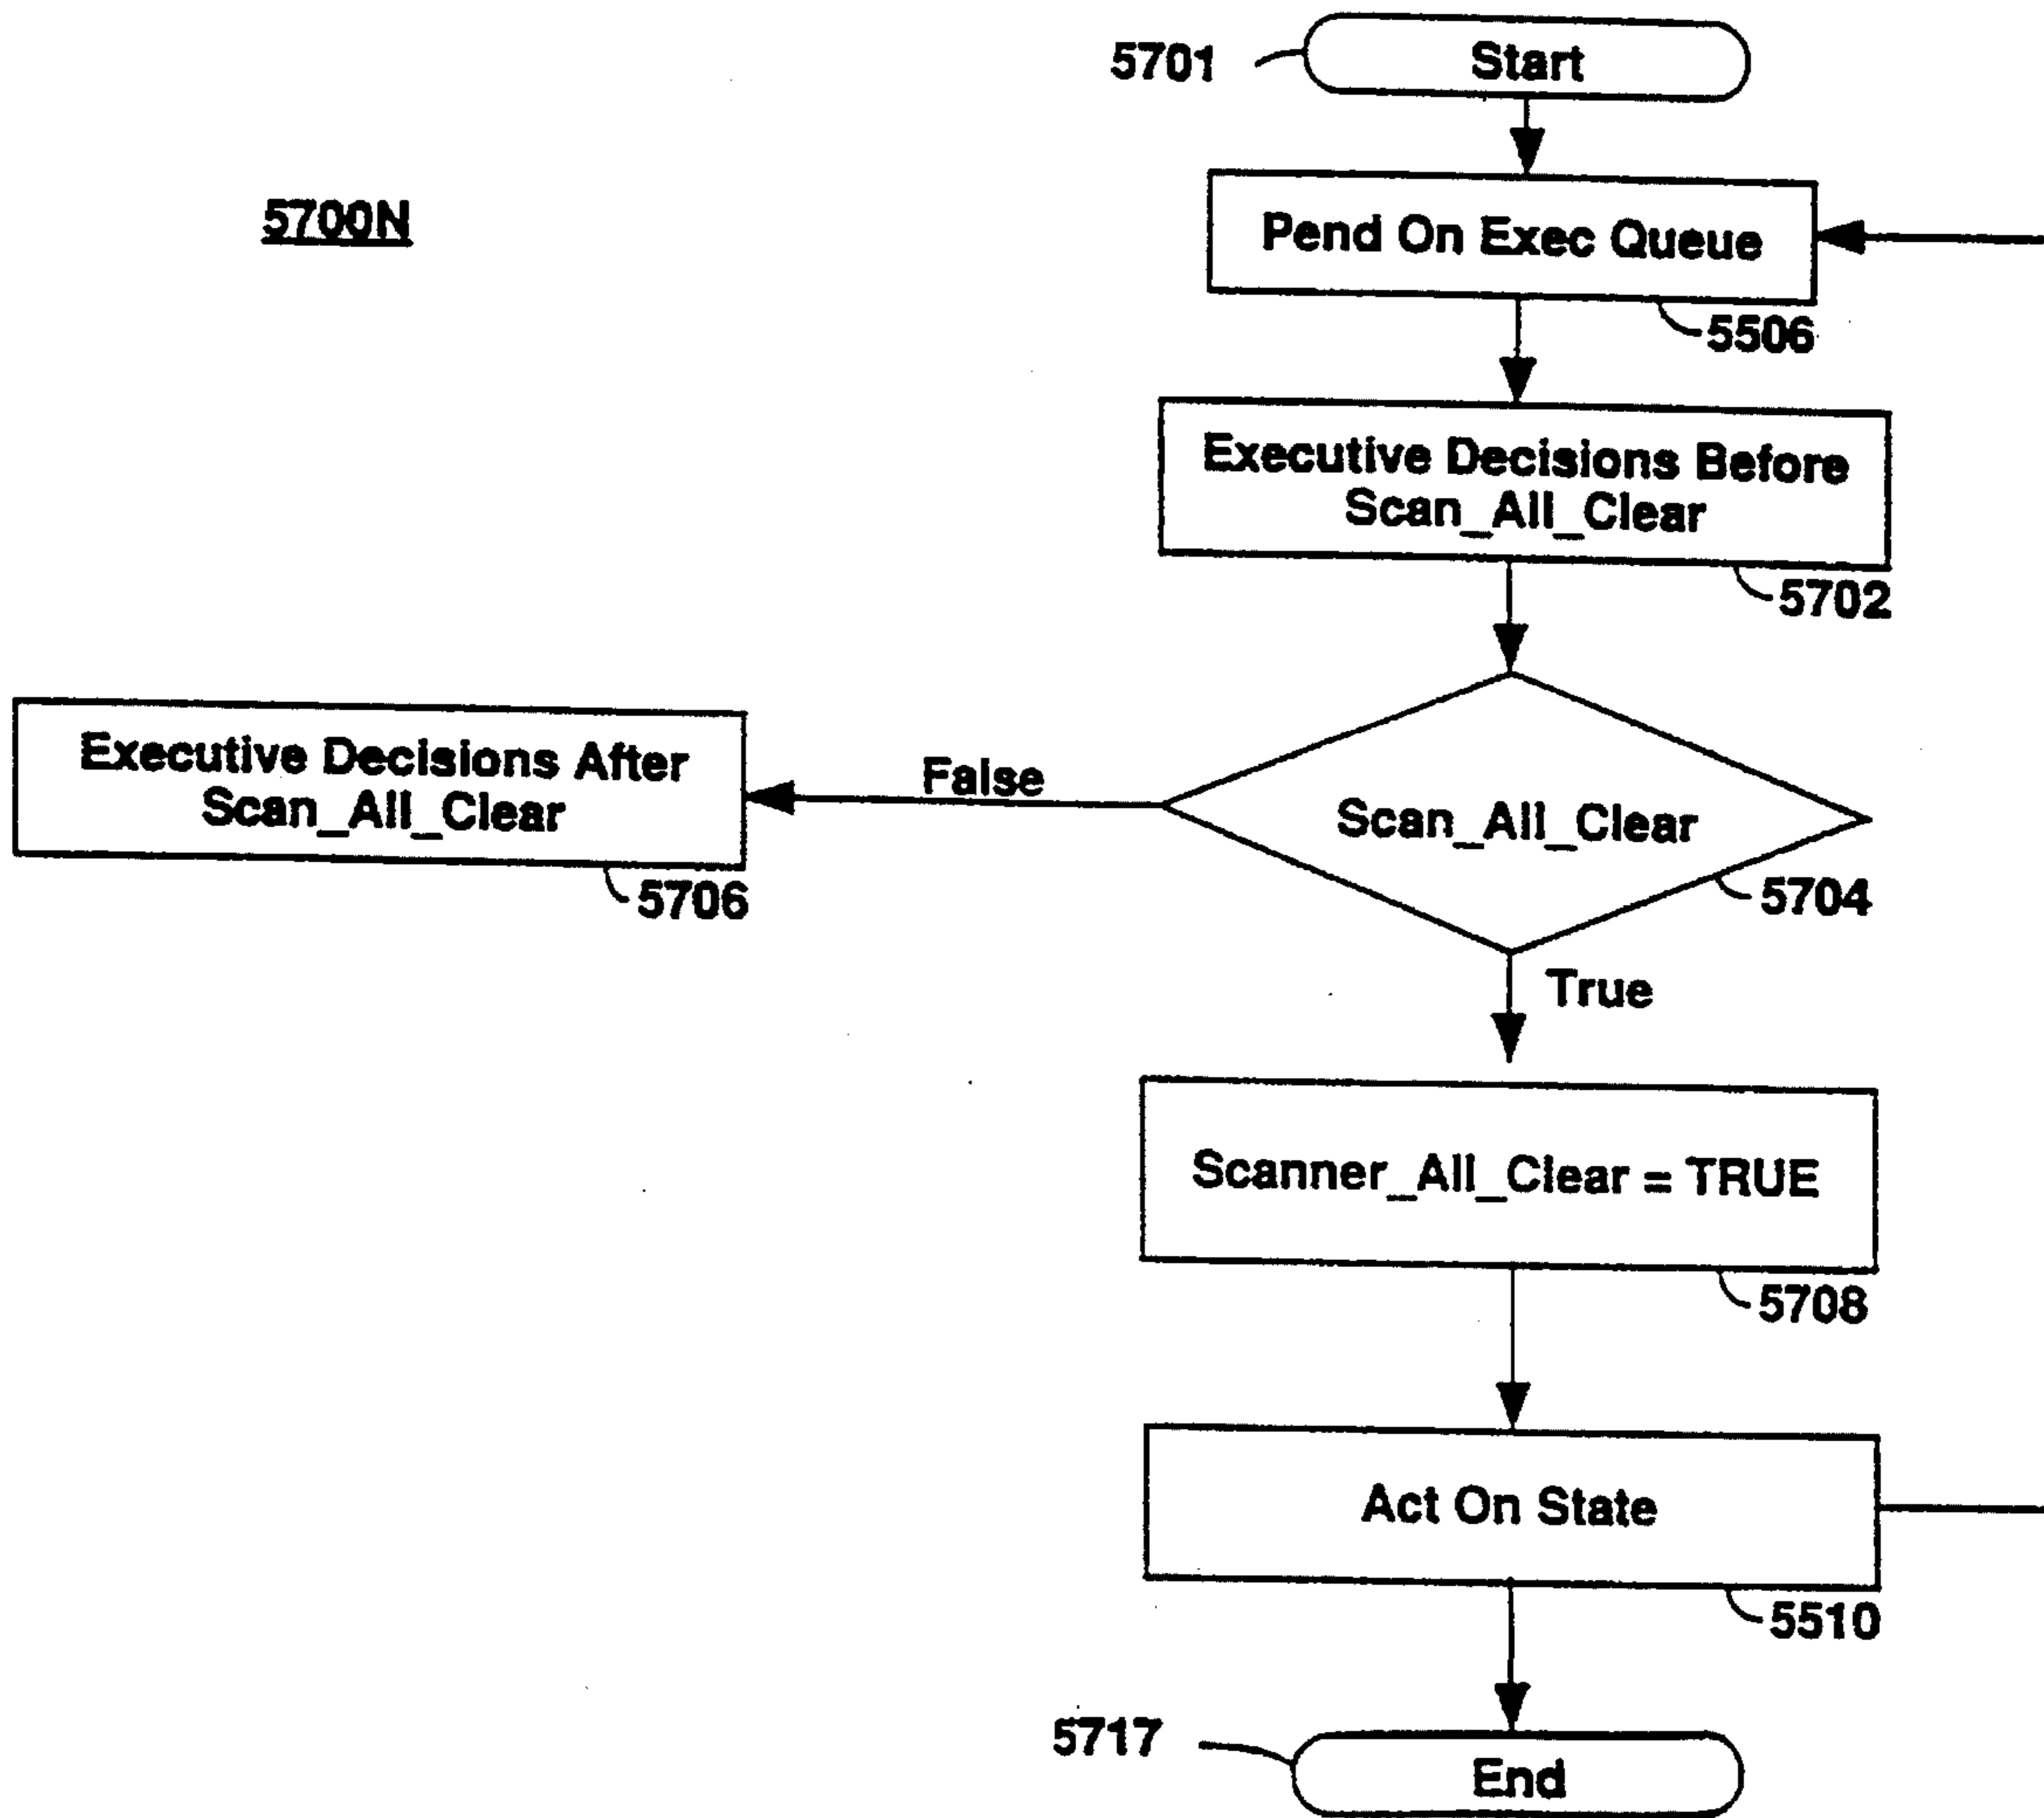 5701
Start
5700N
Pend On Exec Queue
5506
Executive Decisions Before
Scan_All_Clear
5702
Executive Decisions After
Scan_All_Clear
5706
False
Scan_All_Clear
5704
True
Scanner_All_Clear = TRUE
5708
Act On State
5510
5717
End